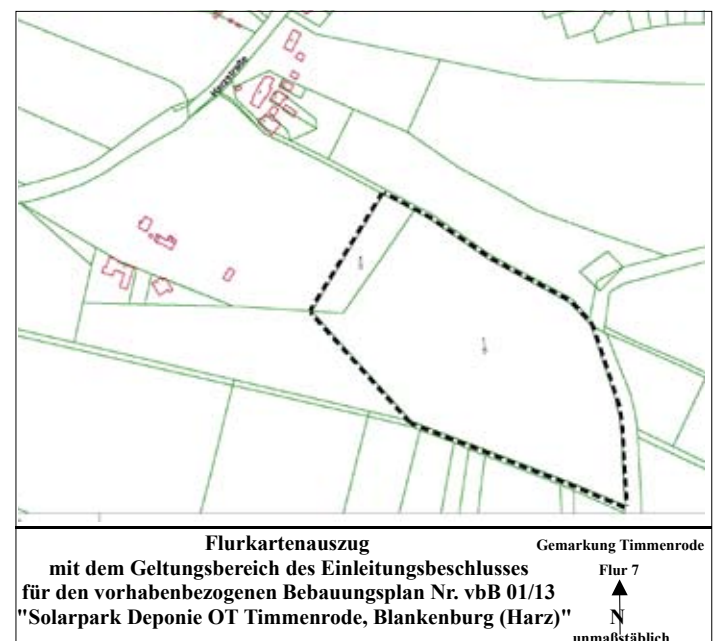 Harzstraße
Flurkartenauszug
mit dem Geltungsbereich des Einleitungsbeschlusses
für den vorhabenbezogenen Bebauungsplan Nr. vbB 01/13
"Solarpark Deponie OT Timmenrode, Blankenburg (Harz)"
Gemarkung Timmenrode
Flur 7
N
unmaßstäblich